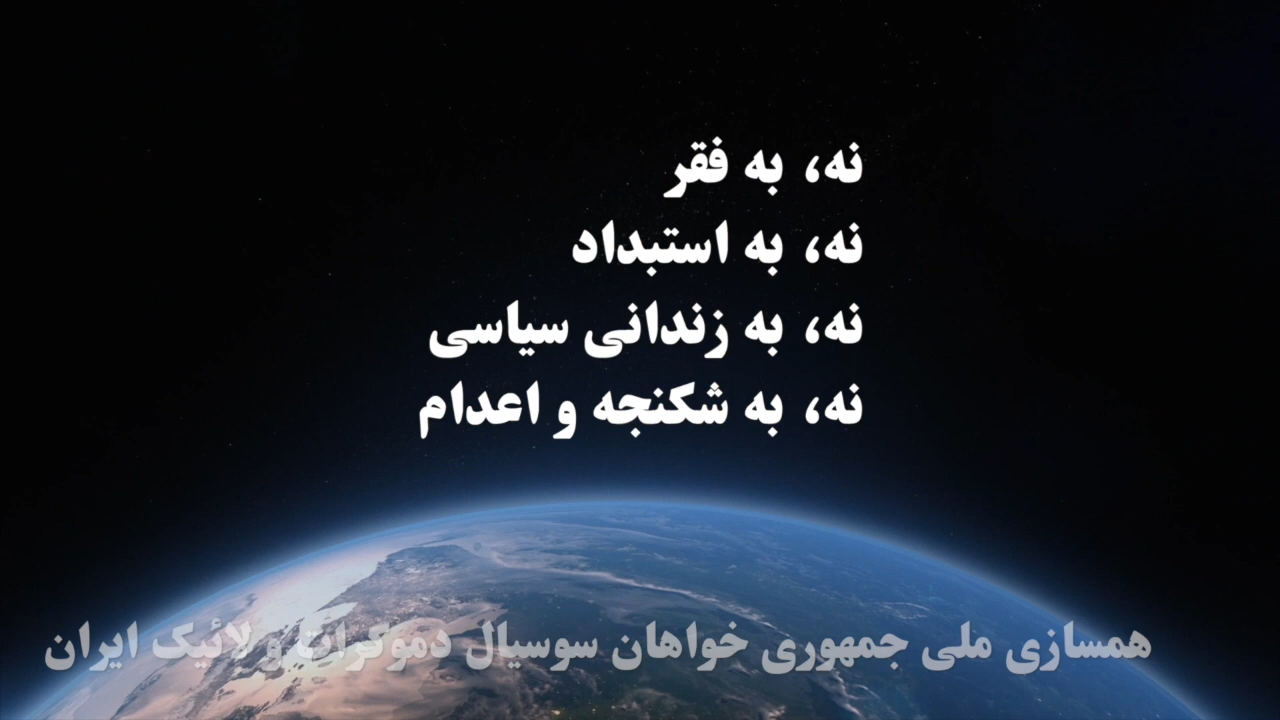 نه، به فقر
نه، به استبداد
نه، به زندانی سیاسی
نه، به شکنجه و اعدام
همسازی ملی جمهوری خواهان سوسیال دموکرات و لائیک ایران